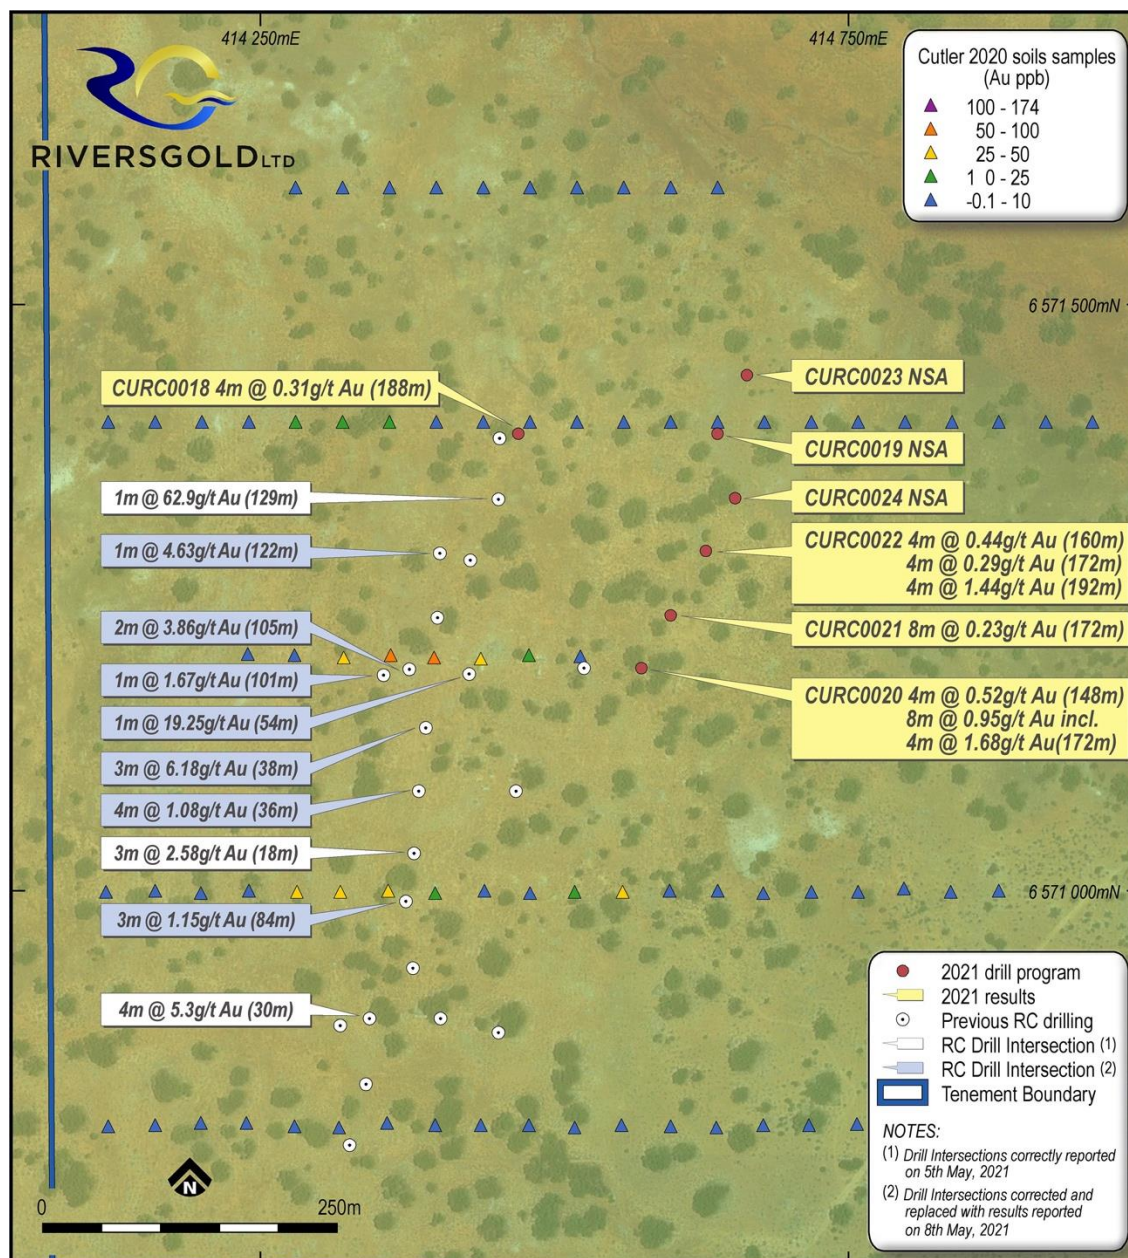 414 250mE
414 750mE
RIVERSGOLD LTD
Cutler 2020 soils samples
(Au ppb)
100 - 174
50 - 100
25 - 50
1 0 - 25
-0.1 - 10
6 571 500mN
CURC0018 4m @ 0.31g/t Au (188m)
CURC0023 NSA
CURC0019 NSA
1m @ 62.9g/t Au (129m)
CURC0024 NSA
1m @ 4.63g/t Au (122m)
CURC0022 4m @ 0.44g/t Au (160m)
4m @ 0.29g/t Au (172m)
4m @ 1.44g/t Au (192m)
2m @ 3.86g/t Au (105m)
CURC0021 8m @ 0.23g/t Au (172m)
1m @ 1.67g/t Au (101m)
CURC0020 4m @ 0.52g/t Au (148m)
8m @ 0.95g/t Au incl.
4m @ 1.68g/t Au(172m)
1m @ 19.25g/t Au (54m)
3m @ 6.18g/t Au (38m)
4m @ 1.08g/t Au (36m)
3m @ 2.58g/t Au (18m)
6 571 000mN
3m @ 1.15g/t Au (84m)
4m @ 5.3g/t Au (30m)
2021 drill program
2021 results
Previous RC drilling
RC Drill Intersection (1)
RC Drill Intersection (2)
Tenement Boundary
NOTES:
(1) Drill Intersections correctly reported
on 5th May, 2021
(2) Drill Intersections corrected and
replaced with results reported
on 8th May, 2021
N
0
250m